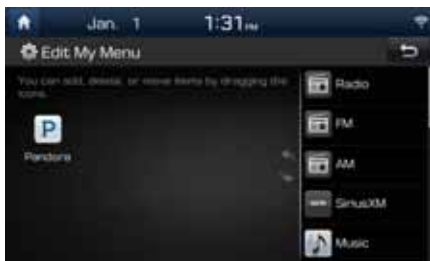 Jan. 1 1:31 PM
Edit My Menu
You can add, delete, or move items by dragging the
icons.
Radio
FM
P
Pandora
AM
SiriusXM
Music